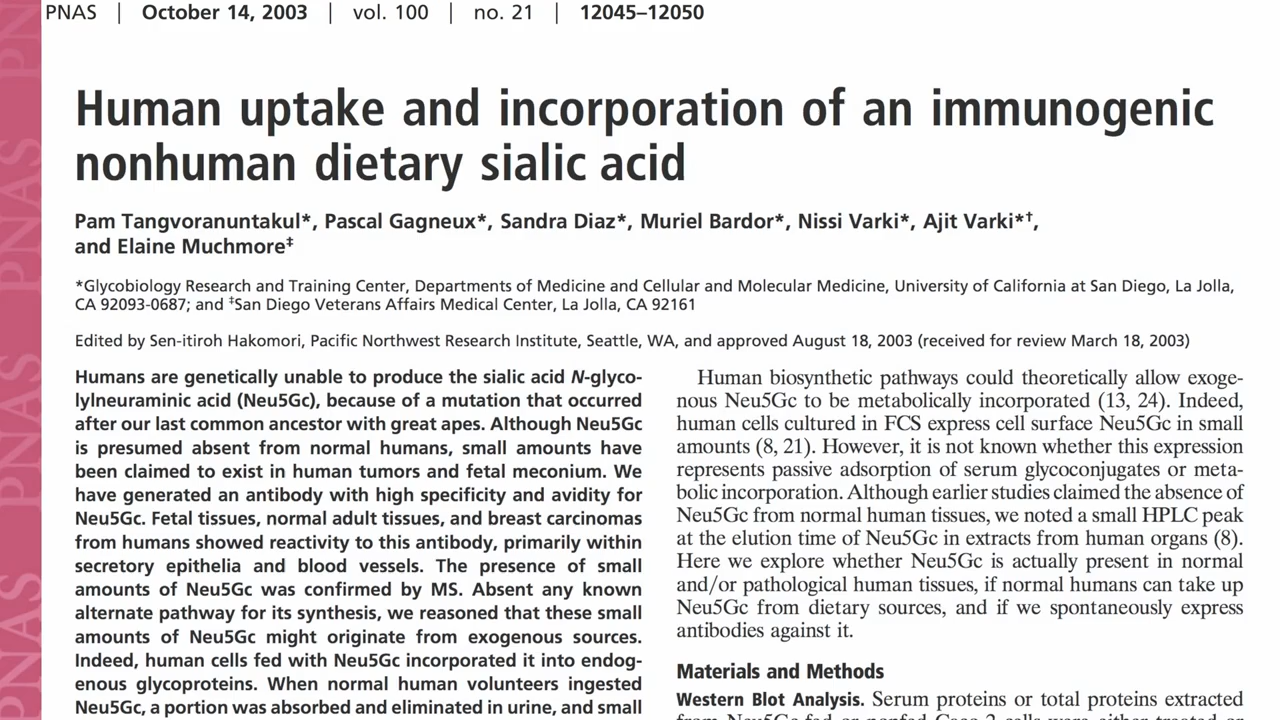 PNAS | October 14, 2003 | vol. 100 | no. 21 | 12045–12050
Human uptake and incorporation of an immunogenic
nonhuman dietary sialic acid
Pam Tangvoranuntakul*, Pascal Gagneux*, Sandra Diaz*, Muriel Bardor*, Nissi Varki*, Ajit Varki*†,
and Elaine Muchmore‡
*Glycobiology Research and Training Center, Departments of Medicine and Cellular and Molecular Medicine, University of California at San Diego, La Jolla,
CA 92093-0687; and ‡San Diego Veterans Affairs Medical Center, La Jolla, CA 92161
Edited by Sen-itiroh Hakomori, Pacific Northwest Research Institute, Seattle, WA, and approved August 18, 2003 (received for review March 18, 2003)
Humans are genetically unable to produce the sialic acid N-glyco-
lylneuraminic acid (Neu5Gc), because of a mutation that occurred
after our last common ancestor with great apes. Although Neu5Gc
is presumed absent from normal humans, small amounts have
been claimed to exist in human tumors and fetal meconium. We
have generated an antibody with high specificity and avidity for
Neu5Gc. Fetal tissues, normal adult tissues, and breast carcinomas
from humans showed reactivity to this antibody, primarily within
secretory epithelia and blood vessels. The presence of small
amounts of Neu5Gc was confirmed by MS. Absent any known
alternate pathway for its synthesis, we reasoned that these small
amounts of Neu5Gc might originate from exogenous sources.
Indeed, human cells fed with Neu5Gc incorporated it into endog-
enous glycoproteins. When normal human volunteers ingested
Neu5Gc, a portion was absorbed and eliminated in urine, and small
Human biosynthetic pathways could theoretically allow exoge-
nous Neu5Gc to be metabolically incorporated (13, 24). Indeed,
human cells cultured in FCS express cell surface Neu5Gc in small
amounts (8, 21). However, it is not known whether this expression
represents passive adsorption of serum glycoconjugates or meta-
bolic incorporation. Although earlier studies claimed the absence of
Neu5Gc from normal human tissues, we noted a small HPLC peak
at the elution time of Neu5Gc in extracts from human organs (8).
Here we explore whether Neu5Gc is actually present in normal
and/or pathological human tissues, if normal humans can take up
Neu5Gc from dietary sources, and if we spontaneously express
antibodies against it.
Materials and Methods
Western Blot Analysis. Serum proteins or total proteins extracted
PNAS PNAS PNAS PNAS